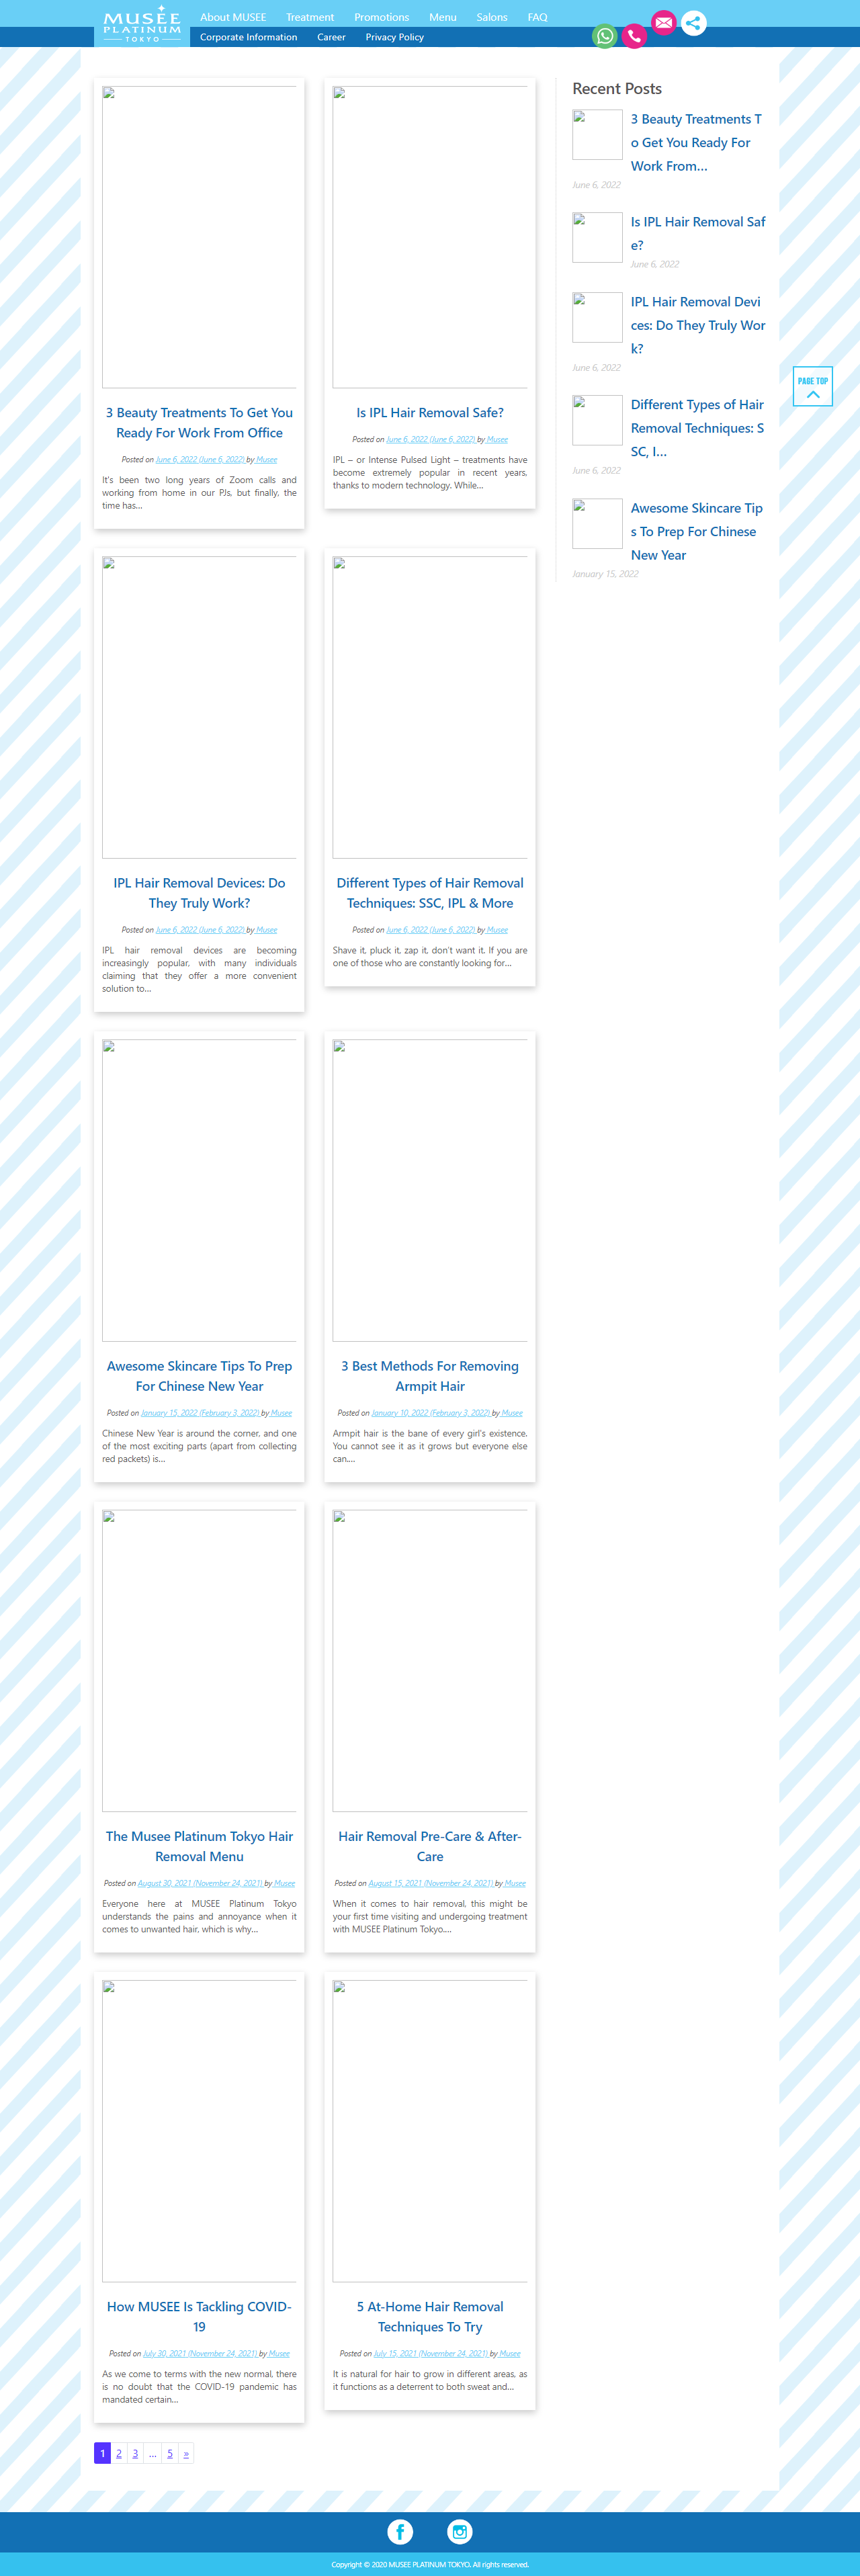 MUSEE
PLATINUM
TOKYO
About MUSEE Treatment Promotions Menu Salons FAQ
Corporate Information Career Privacy Policy
3 Beauty Treatments To Get You
Ready For Work From Office
Posted on June 6, 2022 (June 6, 2022) by Musee
It's been two long years of Zoom calls and
working from home in our PJs, but finally, the
time has...
Is IPL Hair Removal Safe?
Posted on June 6, 2022 (June 6, 2022) by Musee
IPL – or Intense Pulsed Light – treatments have
become extremely popular in recent years,
thanks to modern technology. While...
IPL Hair Removal Devices: Do
They Truly Work?
Posted on June 6, 2022 (June 6, 2022) by Musee
IPL hair removal devices are becoming
increasingly popular, with many individuals
claiming that they offer a more convenient
solution to...
Different Types of Hair Removal
Techniques: SSC, IPL & More
Posted on June 6, 2022 (June 6, 2022) by Musee
Shave it, pluck it, zap it, don't want it. If you are
one of those who are constantly looking for...
Awesome Skincare Tips To Prep
For Chinese New Year
Posted on January 15, 2022 (February 3, 2022) by Musee
Chinese New Year is around the corner, and one
of the most exciting parts (apart from collecting
red packets) is...
3 Best Methods For Removing
Armpit Hair
Posted on January 10, 2022 (February 3, 2022) by Musee
Armpit hair is the bane of every girl's existence.
You cannot see it as it grows but everyone else
can....
The Musee Platinum Tokyo Hair
Removal Menu
Posted on August 30, 2021 (November 24, 2021) by Musee
Everyone here at MUSEE Platinum Tokyo
understands the pains and annoyance when it
comes to unwanted hair, which is why...
Hair Removal Pre-Care & After-
Care
Posted on August 15, 2021 (November 24, 2021) by Musee
When it comes to hair removal, this might be
your first time visiting and undergoing treatment
with MUSEE Platinum Tokyo....
How MUSEE Is Tackling COVID-
19
Posted on July 30, 2021 (November 24, 2021) by Musee
As we come to terms with the new normal, there
is no doubt that the COVID-19 pandemic has
mandated certain...
5 At-Home Hair Removal
Techniques To Try
Posted on July 15, 2021 (November 24, 2021) by Musee
It is natural for hair to grow in different areas, as
it functions as a deterrent to both sweat and...
1 2 3 ... 5 »
Recent Posts
3 Beauty Treatments T
o Get You Ready For
Work From...
June 6, 2022
Is IPL Hair Removal Saf
e?
June 6, 2022
IPL Hair Removal Devi
ces: Do They Truly Wor
k?
June 6, 2022
Different Types of Hair
Removal Techniques: S
SC, I...
June 6, 2022
Awesome Skincare Tip
s To Prep For Chinese
New Year
January 15, 2022
PAGE TOP
Copyright © 2020 MUSEE PLATINUM TOKYO. All rights reserved.